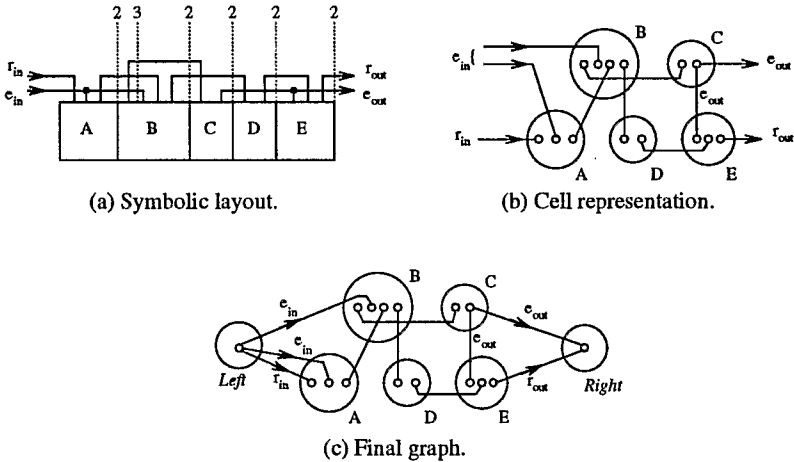 2 3 2 2 2 2
r_in r_out
e_in e_out
A B C D E
(a) Symbolic layout.
B C
e_in{ e_out
e_out
r_in r_out
A D E
(b) Cell representation.
B C
e_in e_out
e_in e_out
Left r_in r_out Right
A D E
(c) Final graph.